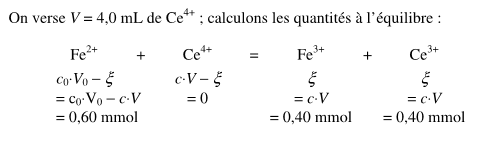 On verse V = 4,0 mL de Ce⁴⁺ ; calculons les quantités à l'équilibre :
Fe²⁺ + Ce⁴⁺ = Fe³⁺ + Ce³⁺
c₀·V₀ – ξ c·V – ξ ξ ξ
= c₀·V₀ – c·V = 0 = c·V = c·V
= 0,60 mmol = 0,40 mmol = 0,40 mmol